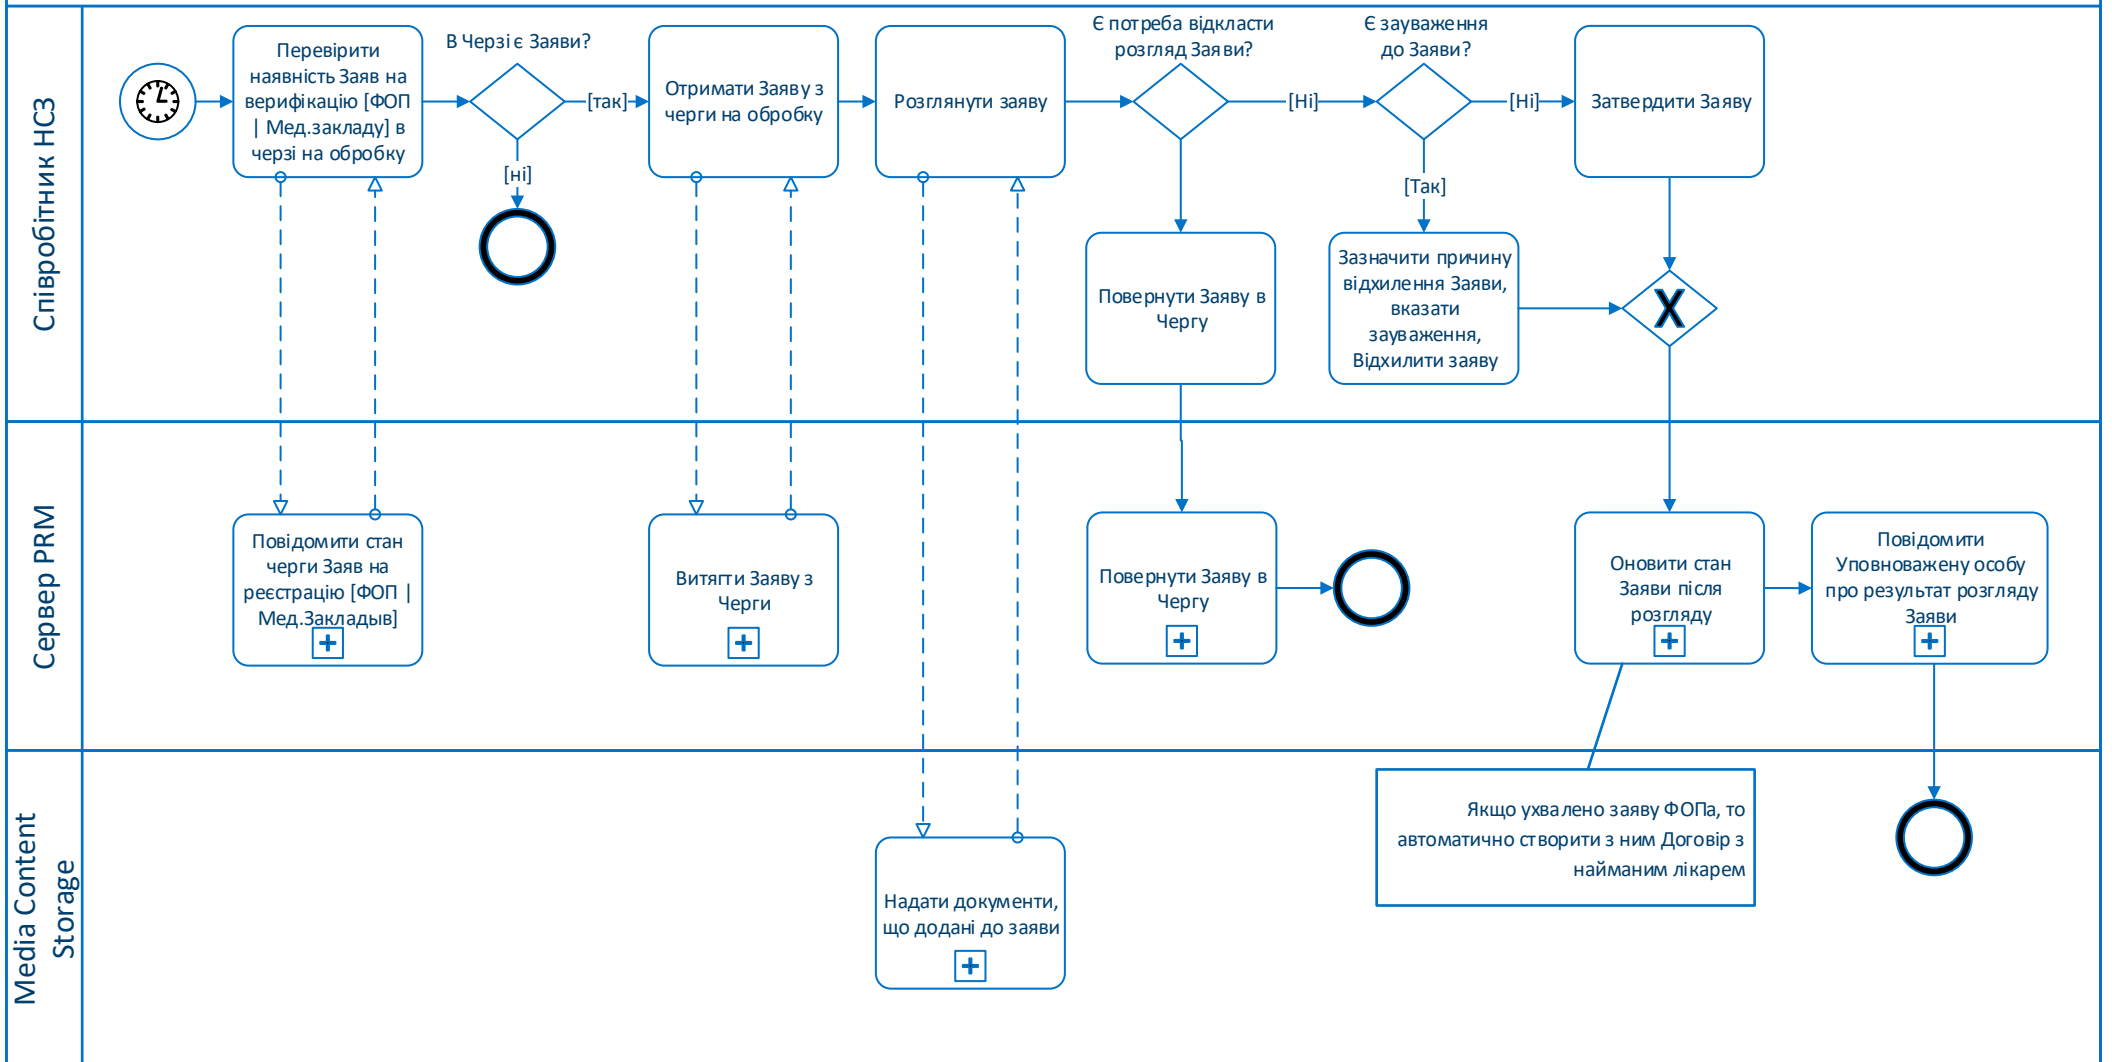 Співробітник НСЗ
Перевірити
наявність Заяв на
верифікацію [ФОП
| Мед.закладу] в
черзі на обробку
В Черзі є Заяви?
[так]
[ні]
Отримати Заяву з
черги на обробку
Розглянути заяву
Є потреба відкласти
розгляд Заяви?
[Ні]
Є зауваження
до Заяви?
[Ні]
[Так]
Затвердити Заяву
Повернути Заяву в
Чергу
Зазначити причину
відхилення Заяви,
вказати
зауваження,
Відхилити заяву
X
Сервер PRM
Повідомити стан
черги Заяв на
реєстрацію [ФОП |
Мед.Закладыв]
Витягти Заяву з
Черги
Повернути Заяву в
Чергу
Оновити стан
Заяви після
розгляду
Повідомити
Уповноважену особу
про результат розгляду
Заяви
Media Content
Storage
Надати документи,
що додані до заяви
Якщо ухвалено заяву ФОПа, то
автоматично створити з ним Договір з
найманим лікарем